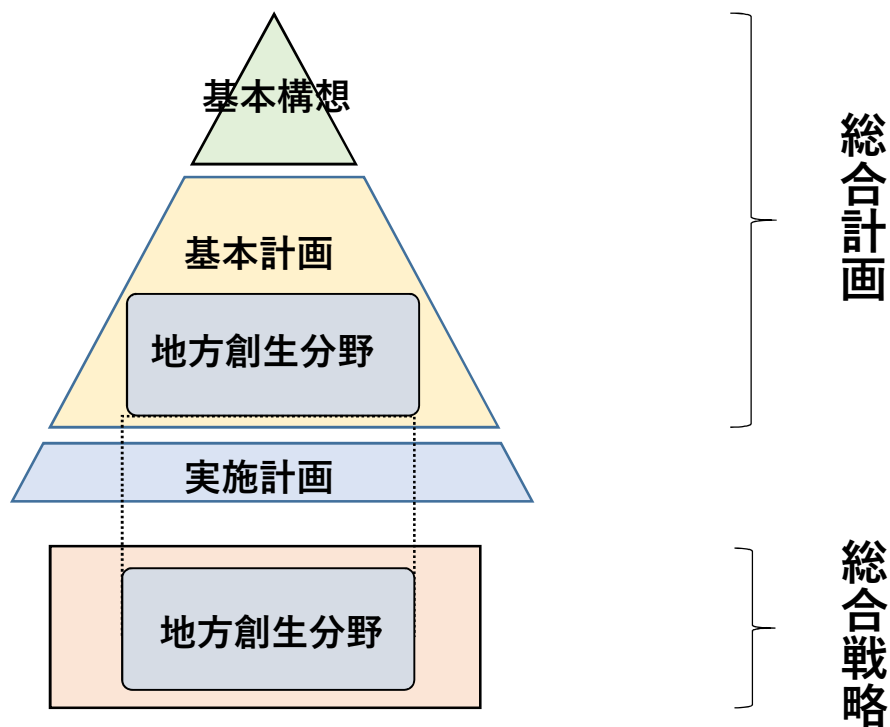 基本構想
基本計画
地方創生分野
実施計画
地方創生分野
総合計画
総合戦略